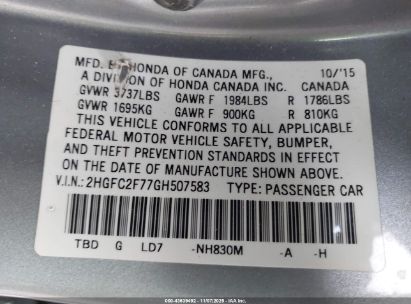 MFD. BY HONDA OF CANADA MFG., 10/'15
A DIVISION OF HONDA CANADA INC. CANADA
GVWR 3737LBS GAWR F 1984LBS R 1786LBS
GVWR 1695KG GAWR F 900KG R 810KG
THIS VEHICLE CONFORMS TO ALL APPLICABLE
FEDERAL MOTOR VEHICLE SAFETY, BUMPER,
AND THEFT PREVENTION STANDARDS IN EFFECT
ON THE DATE OF MANUFACTURE SHOWN ABOVE.
V.I.N.: 2HGFC2F77GH507583 TYPE: PASSENGER CAR
TBD G LD7 -NH830M -A -H